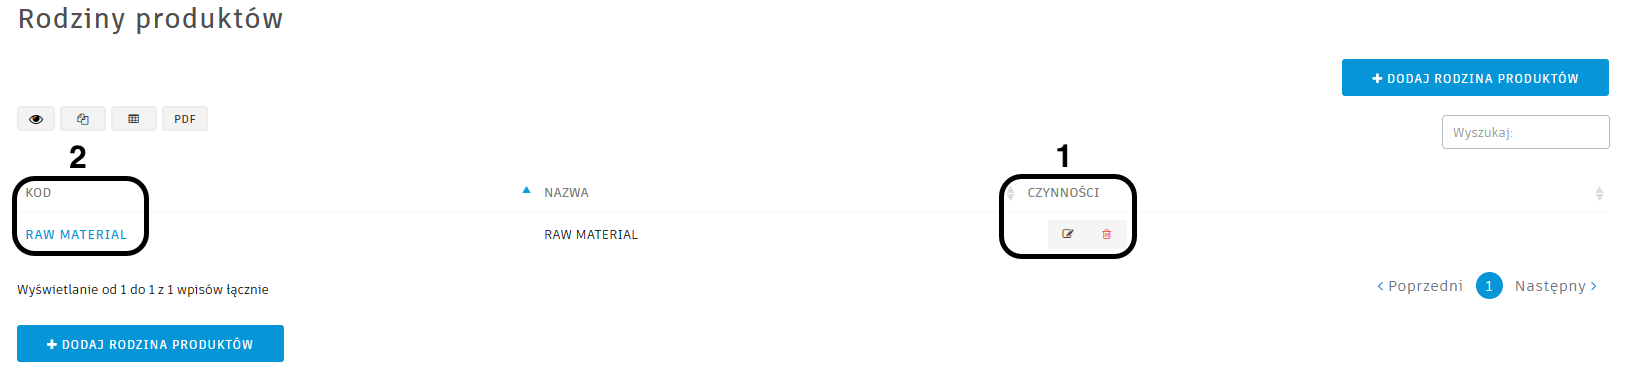 Rodziny produktów
DODAJ RODZINA PRODUKTÓW
PDF
Wyszukaj:
2
1
KOD NAZWA CZYNNOŚCI
RAW MATERIAL RAW MATERIAL
Wyświetlanie od 1 do 1 z 1 wpisów łącznie
Poprzedni 1 Następny
DODAJ RODZINA PRODUKTÓW